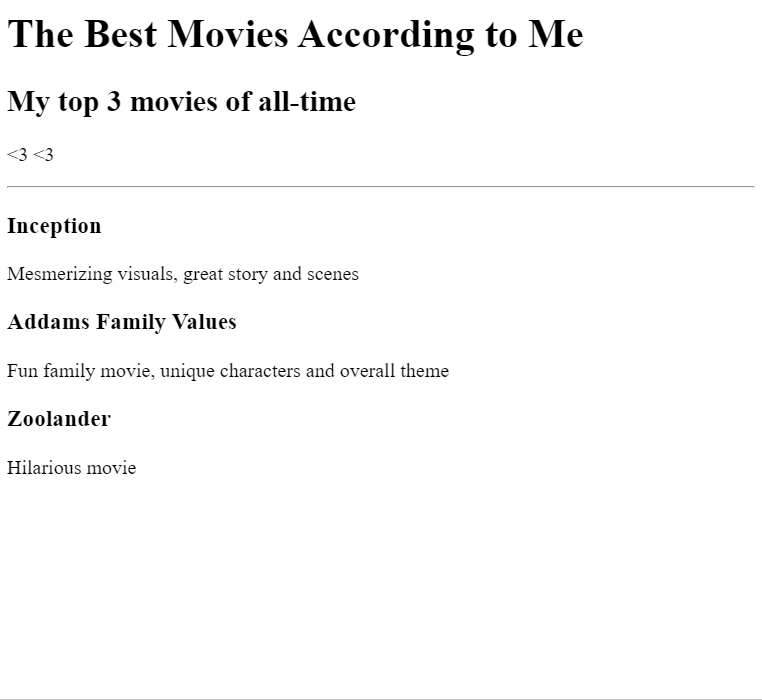 The Best Movies According to Me
My top 3 movies of all-time
<3 <3
Inception
Mesmerizing visuals, great story and scenes
Addams Family Values
Fun family movie, unique characters and overall theme
Zoolander
Hilarious movie